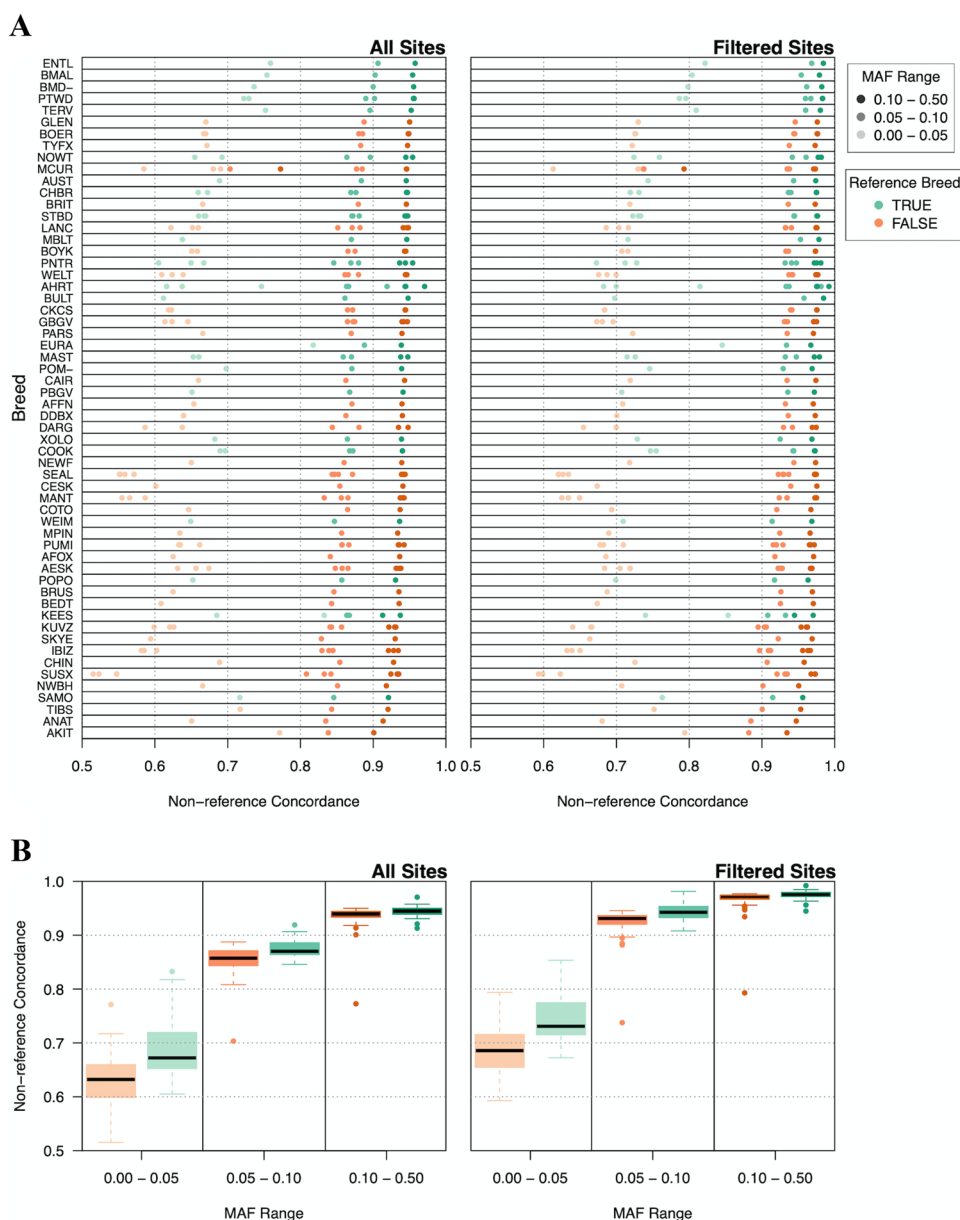 A
All Sites
Filtered Sites
ENTL
BMAL
BMD−
PTWD
TERV
GLEN
BOER
TYFX
NOWT
MCUR
AUST
CHBR
BRIT
STBD
LANC
MBLT
BOYK
PNTR
WELT
AHRT
BULT
CKCS
GBGV
PARS
EURA
MAST
POM−
CAIR
PBGV
AFFN
DDBX
DARG
XOLO
COOK
NEWF
SEAL
CESK
MANT
COTO
WEIM
MPIN
PUMI
AFOX
AESK
POPO
BRUS
BEDT
KEES
KUVZ
SKYE
IBIZ
CHIN
SUSX
NWBH
SAMO
TIBS
ANAT
AKIT
Breed
0.5 0.6 0.7 0.8 0.9 1.0
Non−reference Concordance
0.5 0.6 0.7 0.8 0.9 1.0
Non−reference Concordance
MAF Range
0.10 − 0.50
0.05 − 0.10
0.00 − 0.05
Reference Breed
TRUE
FALSE
B
All Sites
Filtered Sites
Non−reference Concordance
1.0
0.9
0.8
0.7
0.6
0.5
0.00 − 0.05 0.05 − 0.10 0.10 − 0.50
MAF Range
0.00 − 0.05 0.05 − 0.10 0.10 − 0.50
MAF Range